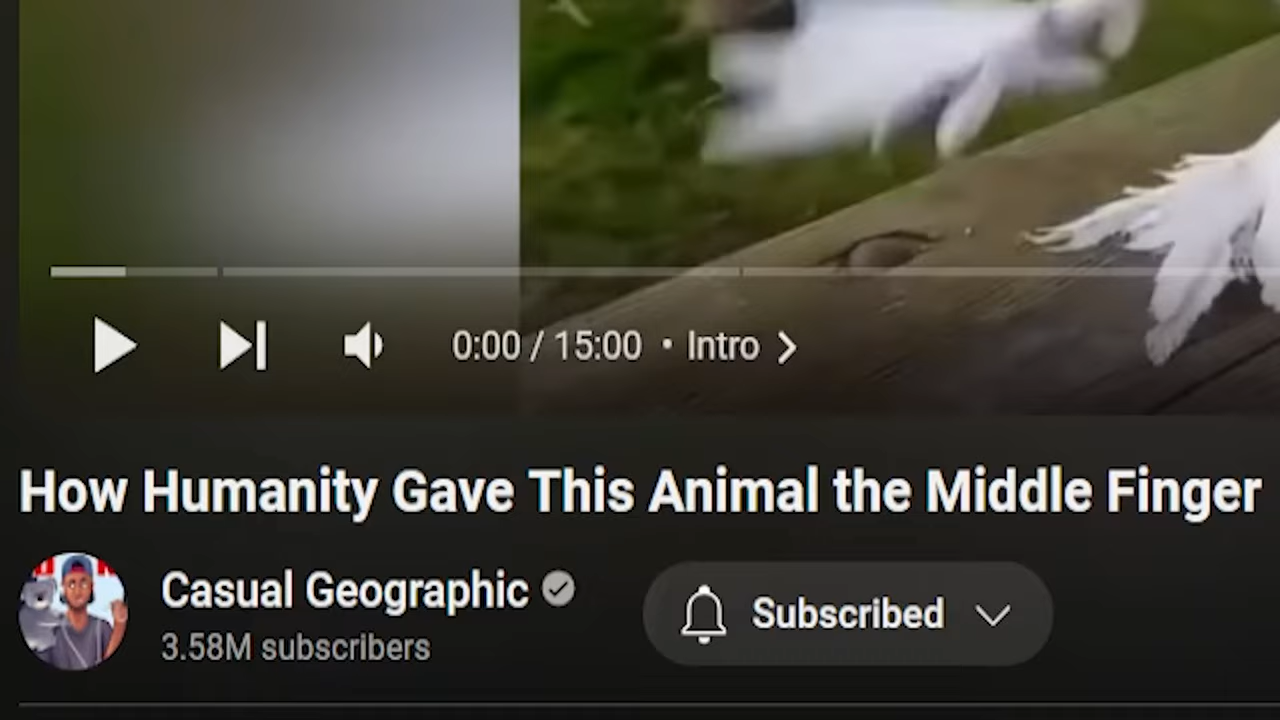 0:00 / 15:00 • Intro >
How Humanity Gave This Animal the Middle Finger
Casual Geographic
3.58M subscribers
Subscribed